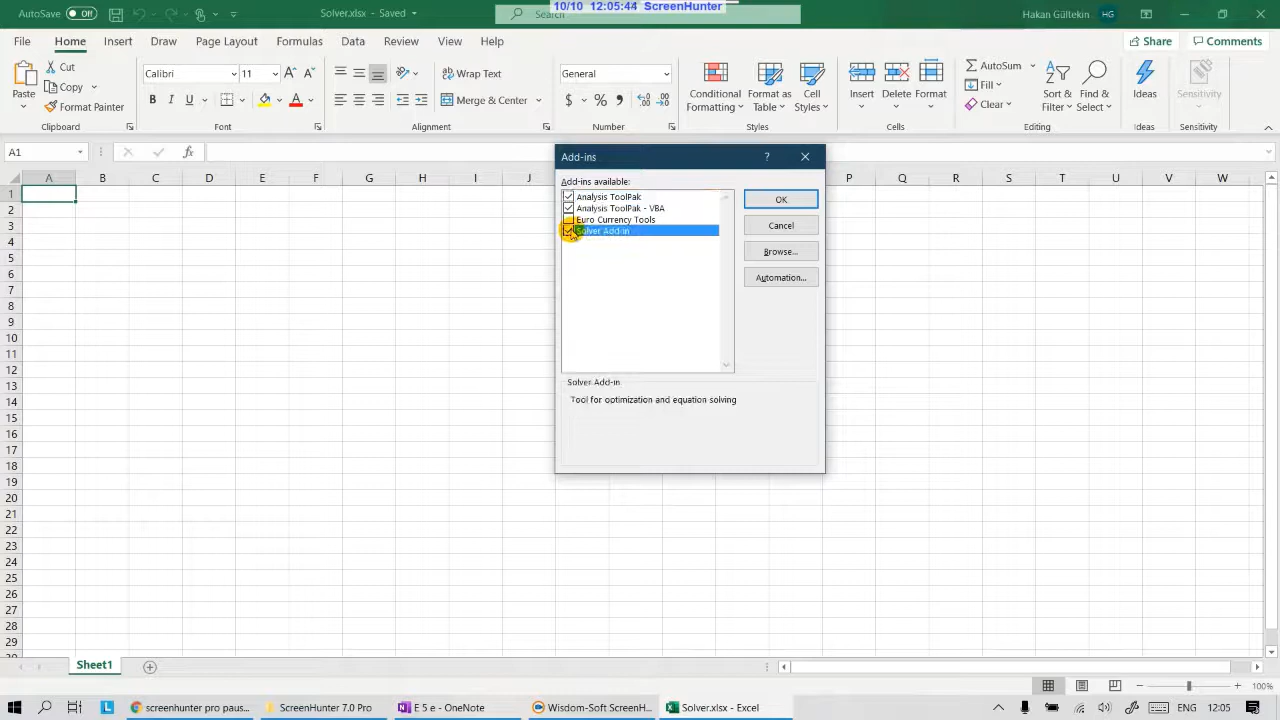 10/10 12:05:44 ScreenHunter
AutoSave Off Solver.xlsx - Saved Search Hakan Gültekin HG
File Home Insert Draw Page Layout Formulas Data Review View Help Share Comments
Paste Cut Copy Format Painter
Clipboard
Calibri 11
B I U A
Font
Wrap Text
Merge & Center
Alignment
General
$ % 9
Number
Conditional Formatting Format as Table Cell Styles
Styles
Insert Delete Format
Cells
AutoSum
Fill
Clear
Sort & Filter Find & Select
Editing
Ideas
Ideas
Sensitivity
Sensitivity
A1 fx
A B C D E F G H I J P Q R S T U V W
1
2
3
4
5
6
7
8
9
10
11
12
13
14
15
16
17
18
19
20
21
22
23
24
25
26
27
28
29
Add-ins ?
Add-ins available:
Analysis ToolPak
Analysis ToolPak - VBA
Euro Currency Tools
Solver Add-in
OK
Cancel
Browse...
Automation...
Solver Add-in
Tool for optimization and equation solving
Sheet1
100%
screenhunter pro paus... ScreenHunter 7.0 Pro E 5 e - OneNote Wisdom-Soft ScreenH... Solver.xlsx - Excel ENG 12:05